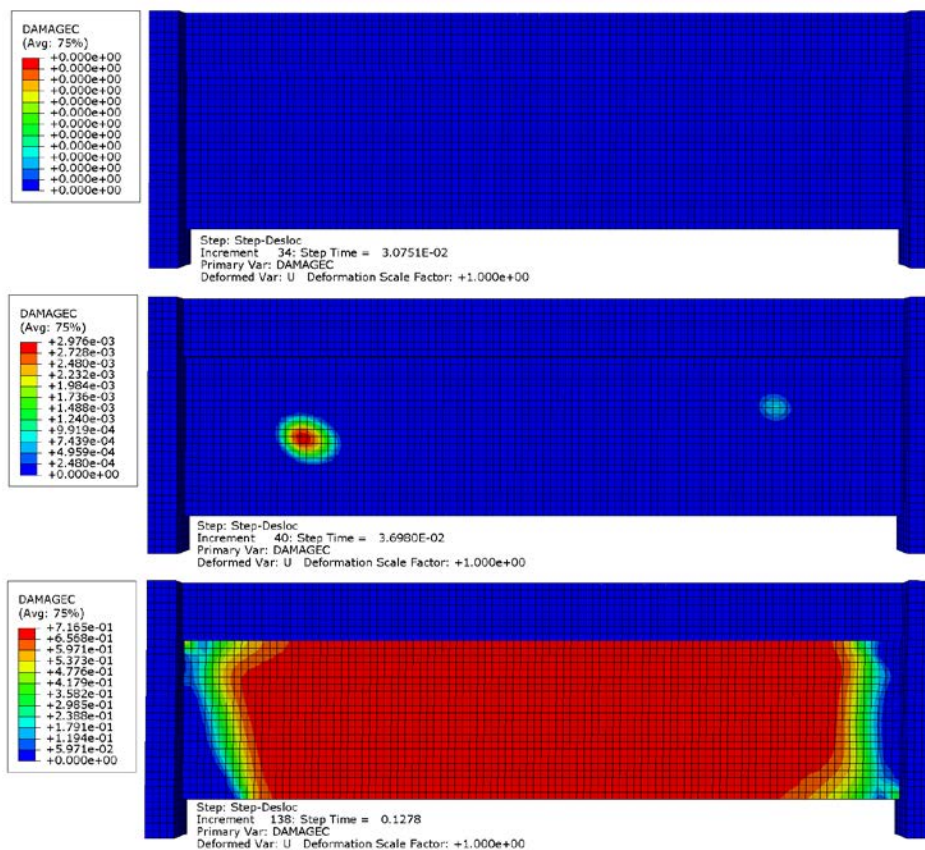 DAMAGEC
(Avg: 75%)
+0.000e+00
+0.000e+00
+0.000e+00
+0.000e+00
+0.000e+00
+0.000e+00
+0.000e+00
+0.000e+00
+0.000e+00
+0.000e+00
+0.000e+00
+0.000e+00
+0.000e+00
Step: Step-Desloc
Increment 34: Step Time = 3.0751E-02
Primary Var: DAMAGEC
Deformed Var: U Deformation Scale Factor: +1.000e+00
DAMAGEC
(Avg: 75%)
+2.976e-03
+2.728e-03
+2.480e-03
+2.232e-03
+1.984e-03
+1.736e-03
+1.488e-03
+1.240e-03
+9.919e-04
+7.439e-04
+4.959e-04
+2.480e-04
+0.000e+00
Step: Step-Desloc
Increment 40: Step Time = 3.6980E-02
Primary Var: DAMAGEC
Deformed Var: U Deformation Scale Factor: +1.000e+00
DAMAGEC
(Avg: 75%)
+7.165e-01
+6.568e-01
+5.971e-01
+5.373e-01
+4.776e-01
+4.179e-01
+3.582e-01
+2.985e-01
+2.388e-01
+1.791e-01
+1.194e-01
+5.971e-02
+0.000e+00
Step: Step-Desloc
Increment 138: Step Time = 0.1278
Primary Var: DAMAGEC
Deformed Var: U Deformation Scale Factor: +1.000e+00